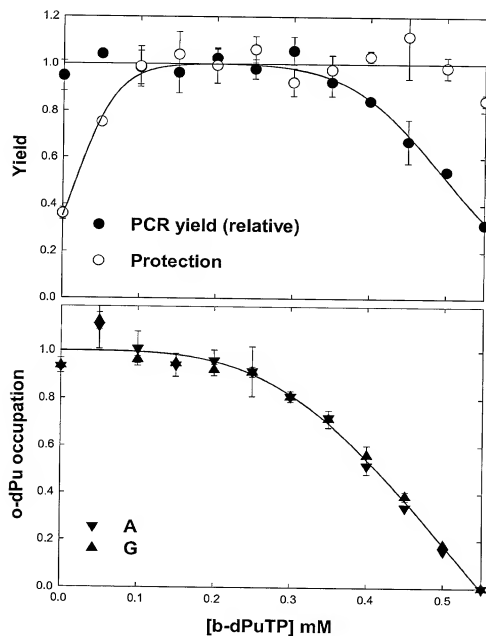 1.2
1.0
0.8
0.6
0.4
0.2
0.0
Yield
PCR yield (relative)
Protection
1.0
0.8
0.6
0.4
0.2
0.0
o-dPu occupation
A
G
0.0 0.1 0.2 0.3 0.4 0.5
[b-dPuTP] mM